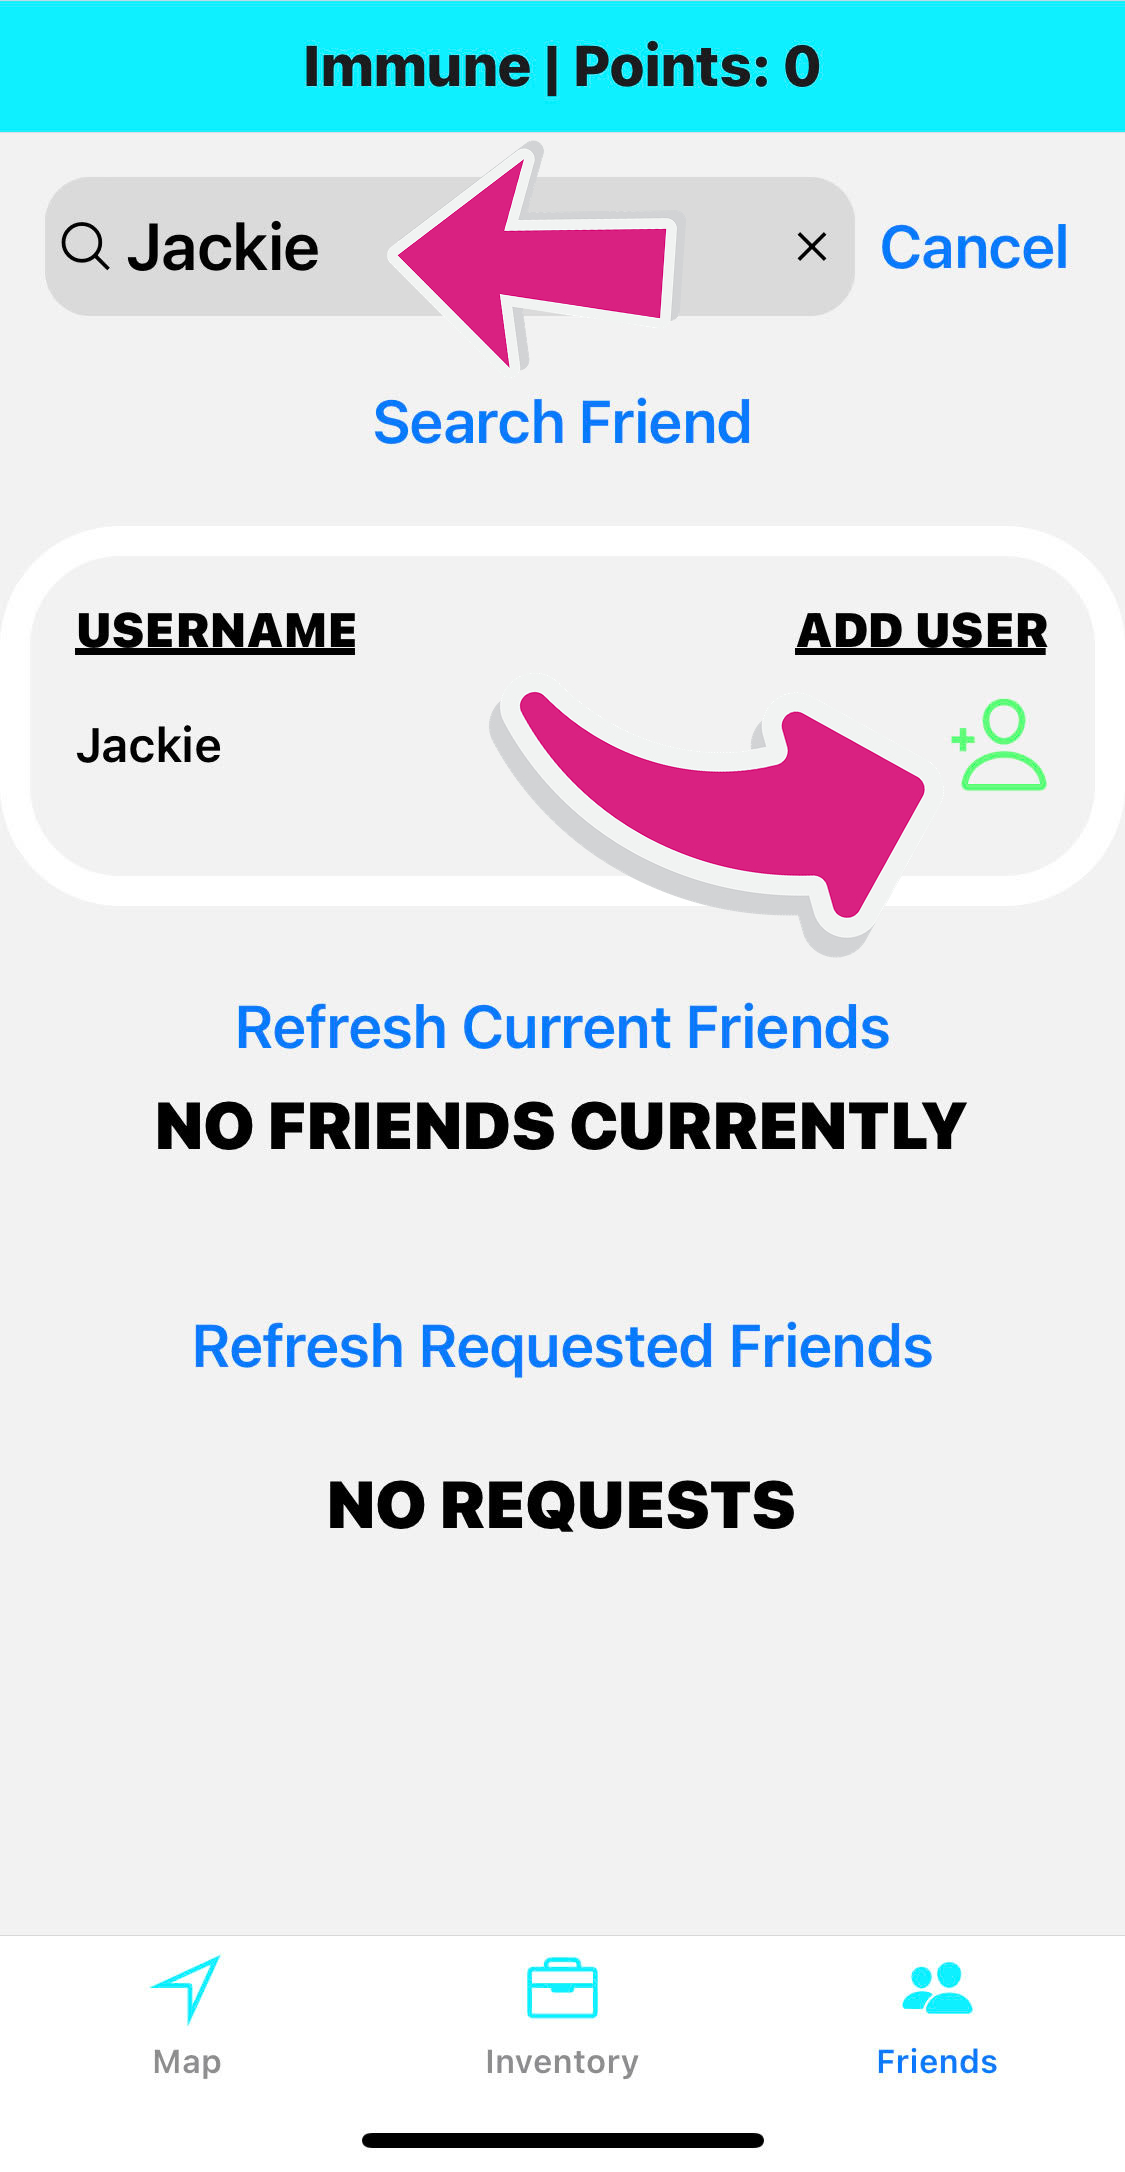 Immune | Points: 0
Jackie
Cancel
Search Friend
USERNAME
ADD USER
Jackie
Refresh Current Friends
NO FRIENDS CURRENTLY
Refresh Requested Friends
NO REQUESTS
Map
Inventory
Friends